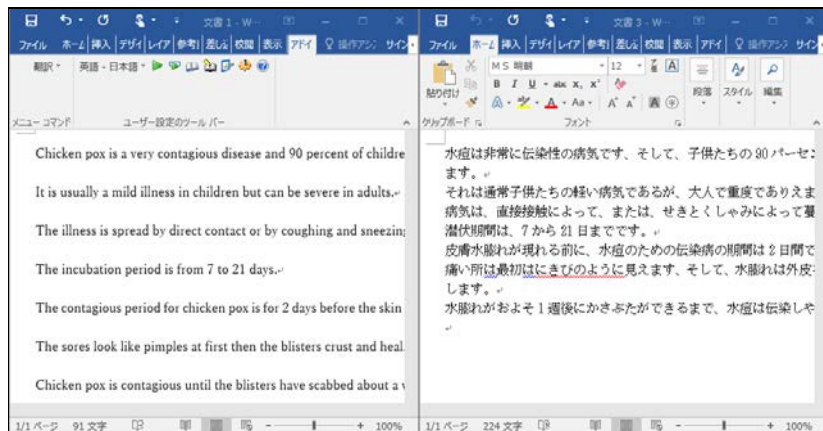 文書 1 - W
ファイル ホーム 挿入 デザイ レイア 参考 差し 校閲 表示 アドイ 操作アシ サイン
翻訳 英語 - 日本語
メニュー コマンド ユーザー設定のツール バー
Chicken pox is a very contagious disease and 90 percent of childre
It is usually a mild illness in children but can be severe in adults.
The illness is spread by direct contact or by coughing and sneezing
The incubation period is from 7 to 21 days.
The contagious period for chicken pox is for 2 days before the skin
The sores look like pimples at first then the blisters crust and heal.
Chicken pox is contagious until the blisters have scabbed about a
1/1 ページ 91 文字 100%
文書 3 - W
ファイル ホーム 挿入 デザイ レイア 参考 差し 校閲 表示 アドイ 操作アシ サイン
貼り付け MS 明朝 12 段落 スタイル 編集
B I U abc x, x² A Aa A A A
クリップボード フォント
水痘は非常に伝染性の病気です、そして、子供たちの 90 パーセン
ます。
それは通常子供たちの軽い病気であるが、大人で重度でありえま
病気は、直接接触によって、または、せきとくしゃみによって蔓
潜伏期間は、7 から 21 日までです。
皮膚水膨れが現れる前に、水痘のための伝染病の期間は 2 日間で
痛い所は最初はにきびのように見えます、そして、水膨れは外皮
します。
水膨れがおよそ 1 週後にかさぶたができるまで、水痘は伝染しや
1/1 ページ 224 文字 100%